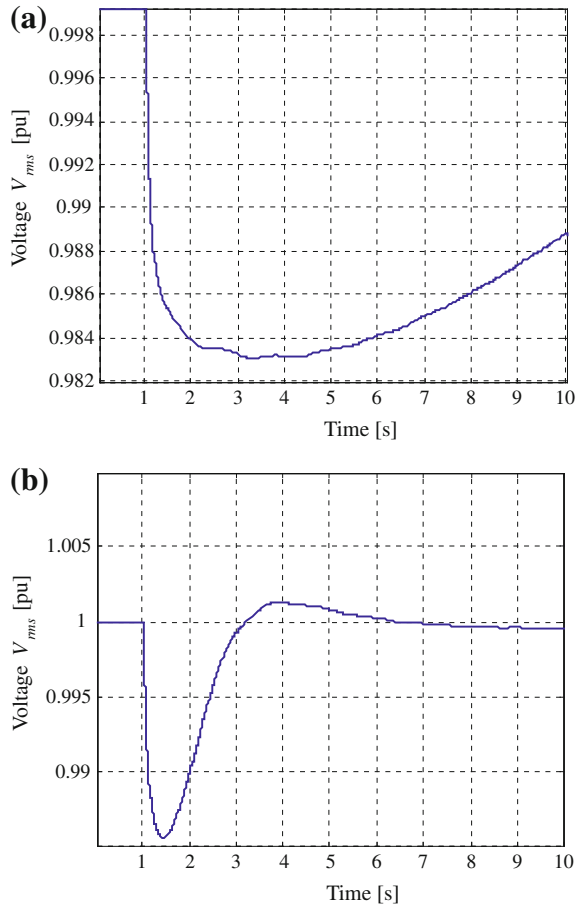 (a)
0.998
0.996
0.994
0.992
0.99
0.988
0.986
0.984
0.982
Voltage V_rms [pu]
1 2 3 4 5 6 7 8 9 10
Time [s]
(b)
1.005
1
0.995
0.99
Voltage V_rms [pu]
1 2 3 4 5 6 7 8 9 10
Time [s]